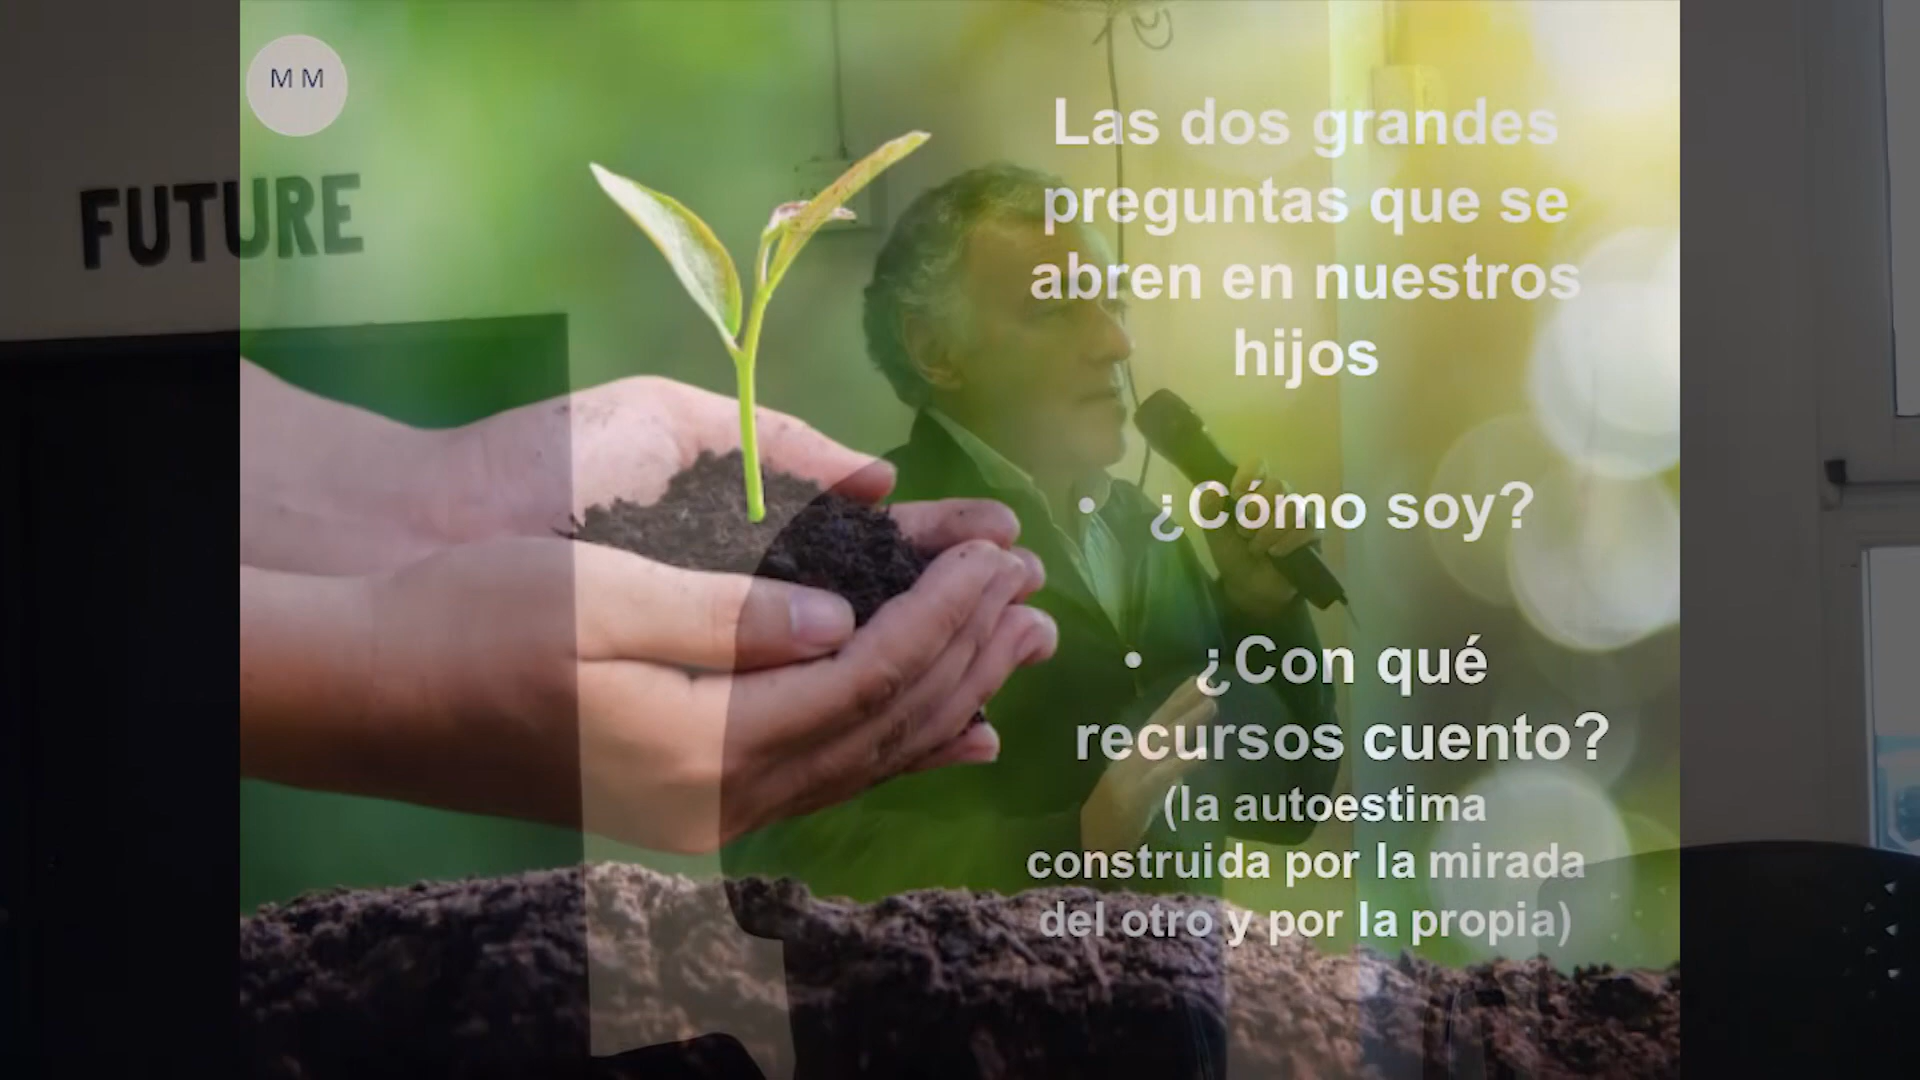 M M
FUTURE
Las dos grandes
preguntas que se
abren en nuestros
hijos
• ¿Cómo soy?
• ¿Con qué
recursos cuento?
(la autoestima
construida por la mirada
del otro y por la propia)